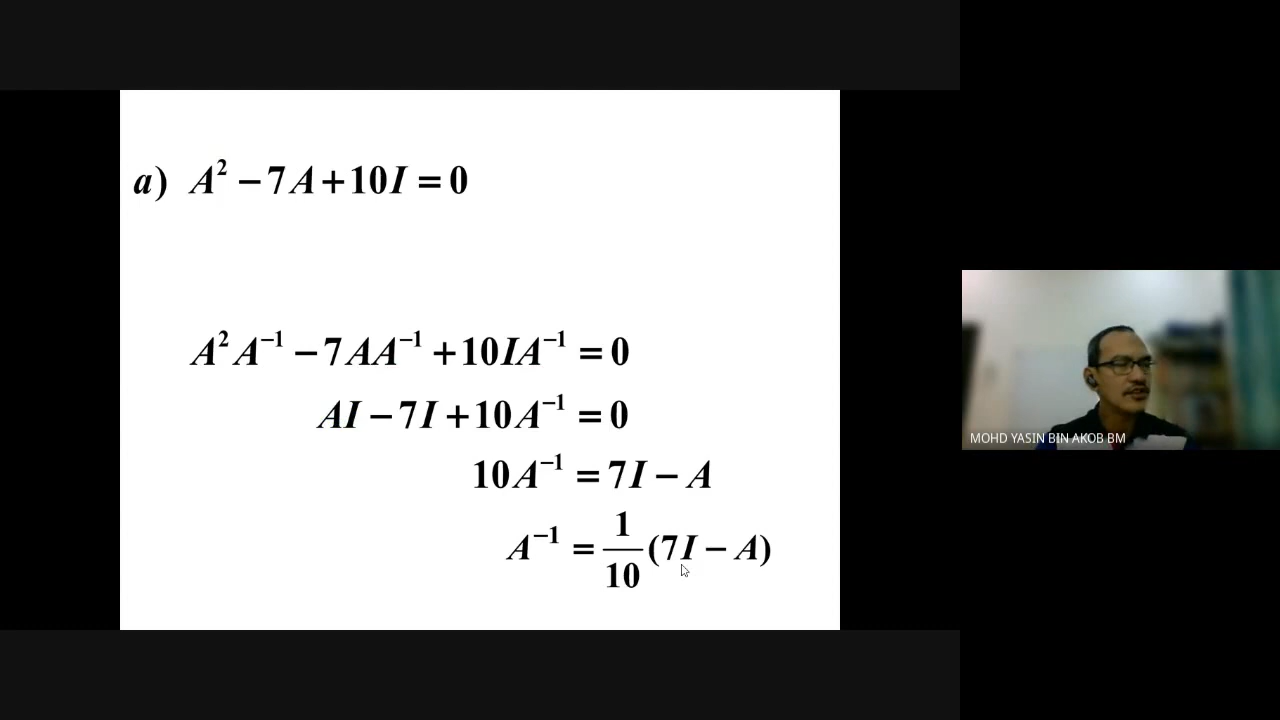 a) A² − 7A + 10I = 0
A²A⁻¹ − 7AA⁻¹ + 10IA⁻¹ = 0
AI − 7I + 10A⁻¹ = 0
10A⁻¹ = 7I − A
A⁻¹ = 1/10 (7I − A)
MOHD YASIN BIN AKOB BM